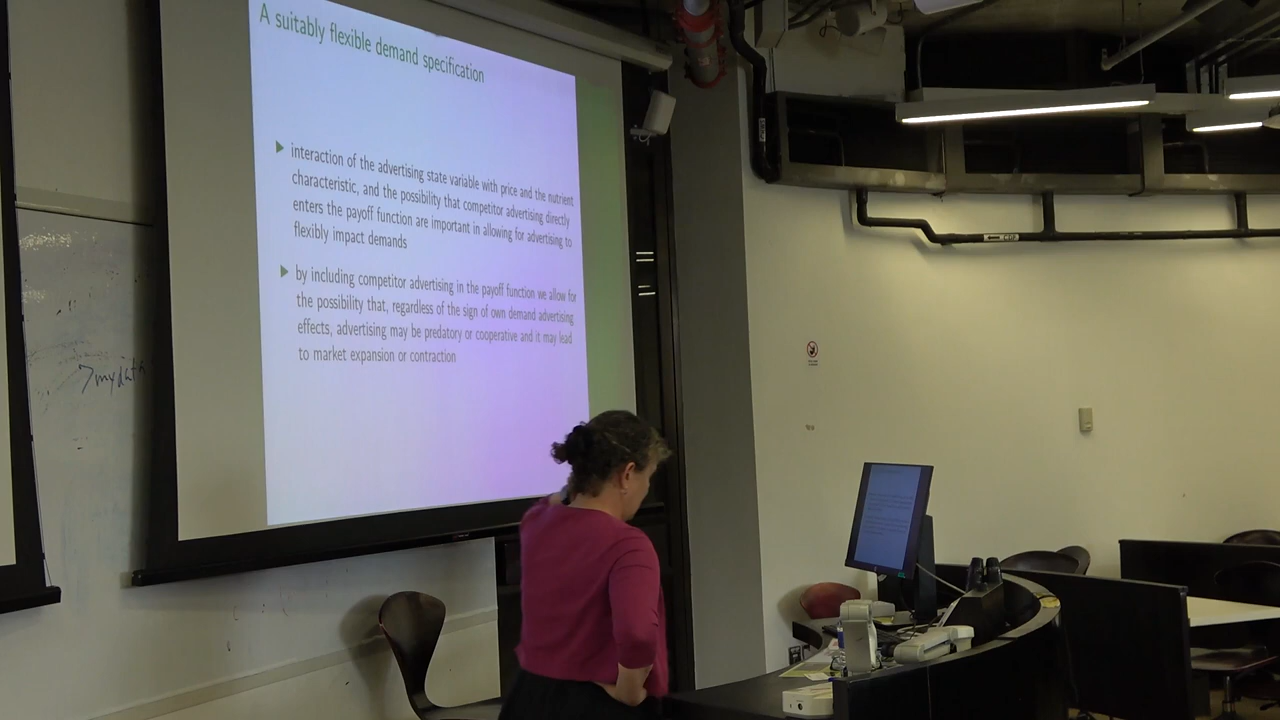 A suitably flexible demand specification
interaction of the advertising state variable with price and the nutrient
characteristic, and the possibility that competitor advertising directly
enters the payoff function are important in allowing for advertising to
flexibly impact demands
by including competitor advertising in the payoff function we allow for
the possibility that, regardless of the sign of own demand advertising
effects, advertising may be predatory or cooperative and it may lead
to market expansion or contraction